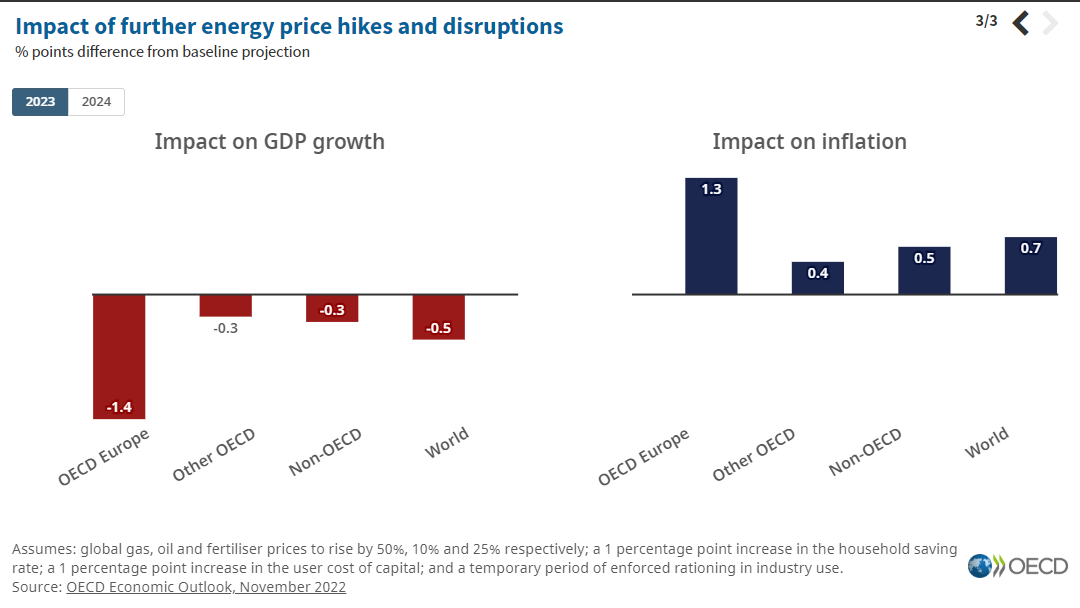 Impact of further energy price hikes and disruptions
3/3
% points difference from baseline projection
2023
2024
Impact on GDP growth
-1.4
-0.3
-0.3
-0.5
OECD Europe
Other OECD
Non-OECD
World
Impact on inflation
1.3
0.4
0.5
0.7
OECD Europe
Other OECD
Non-OECD
World
Assumes: global gas, oil and fertiliser prices to rise by 50%, 10% and 25% respectively; a 1 percentage point increase in the household saving
rate; a 1 percentage point increase in the user cost of capital; and a temporary period of enforced rationing in industry use.
Source: OECD Economic Outlook, November 2022
OECD